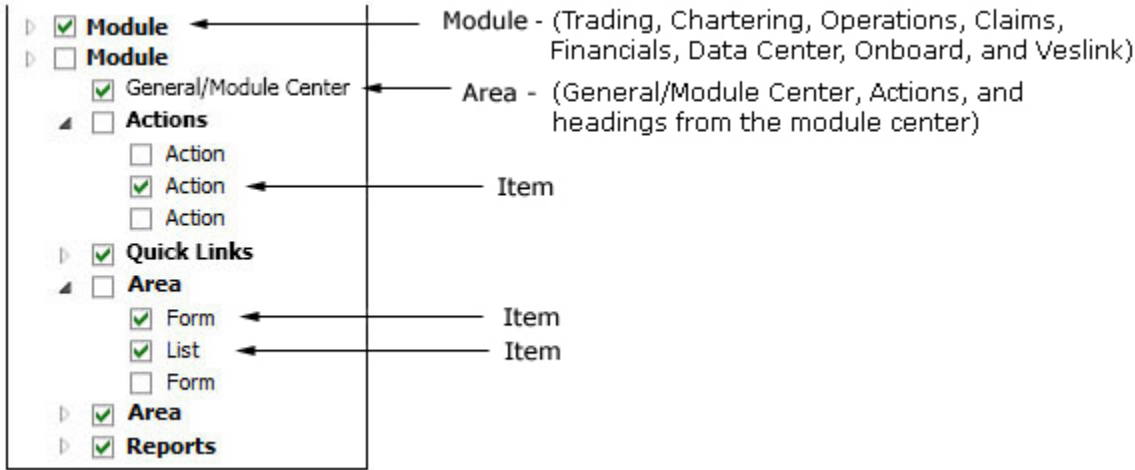 Module
Module - (Trading, Chartering, Operations, Claims,
Financials, Data Center, Onboard, and Veslink)
Module
General/Module Center
Area - (General/Module Center, Actions, and
headings from the module center)
Actions
Action
Action
Item
Action
Quick Links
Area
Form
Item
List
Item
Form
Area
Reports